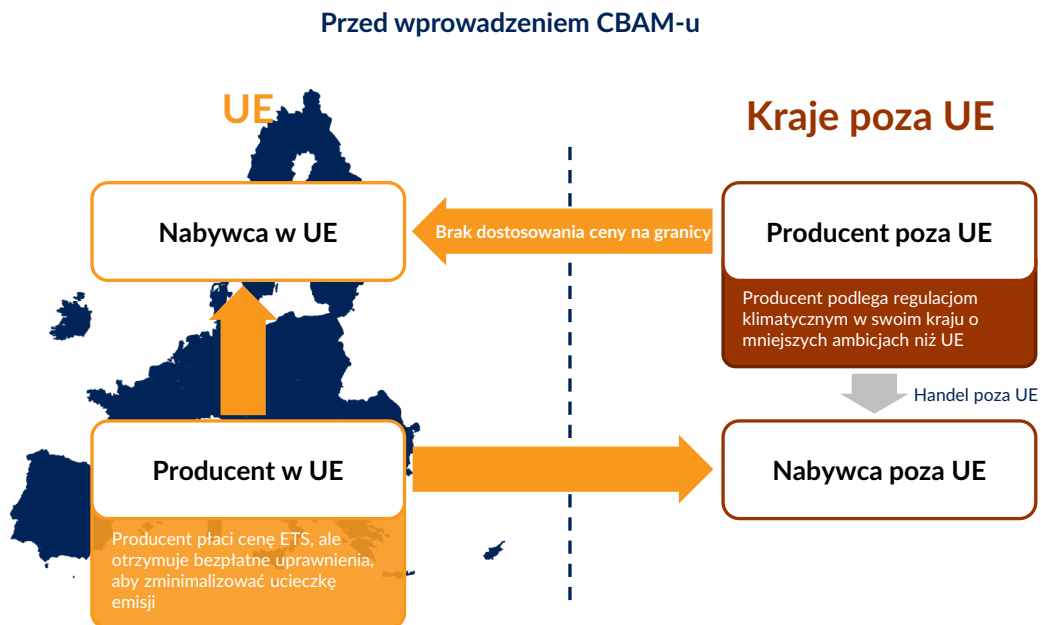 Przed wprowadzeniem CBAM-u
UE
Kraje poza UE
Nabywca w UE
Brak dostosowania ceny na granicy
Producent poza UE
Producent podlega regulacjom
klimatycznym w swoim kraju o
mniejszych ambicjach niż UE
Handel poza UE
Producent w UE
Nabywca poza UE
Producent płaci cenę ETS, ale
otrzymuje bezpłatne uprawnienia,
aby zminimalizować ucieczkę
emisji